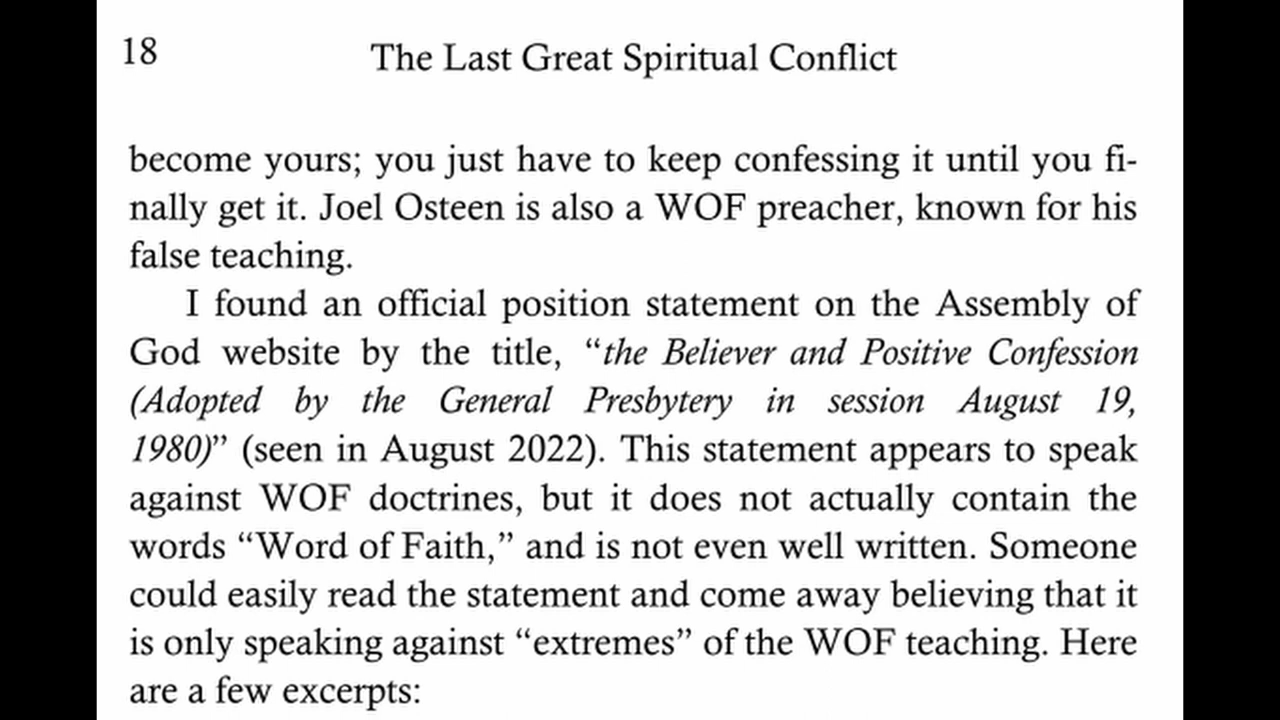 18
The Last Great Spiritual Conflict
become yours; you just have to keep confessing it until you fi-
nally get it. Joel Osteen is also a WOF preacher, known for his
false teaching.
I found an official position statement on the Assembly of
God website by the title, “the Believer and Positive Confession
(Adopted by the General Presbytery in session August 19,
1980)” (seen in August 2022). This statement appears to speak
against WOF doctrines, but it does not actually contain the
words “Word of Faith,” and is not even well written. Someone
could easily read the statement and come away believing that it
is only speaking against “extremes” of the WOF teaching. Here
are a few excerpts: